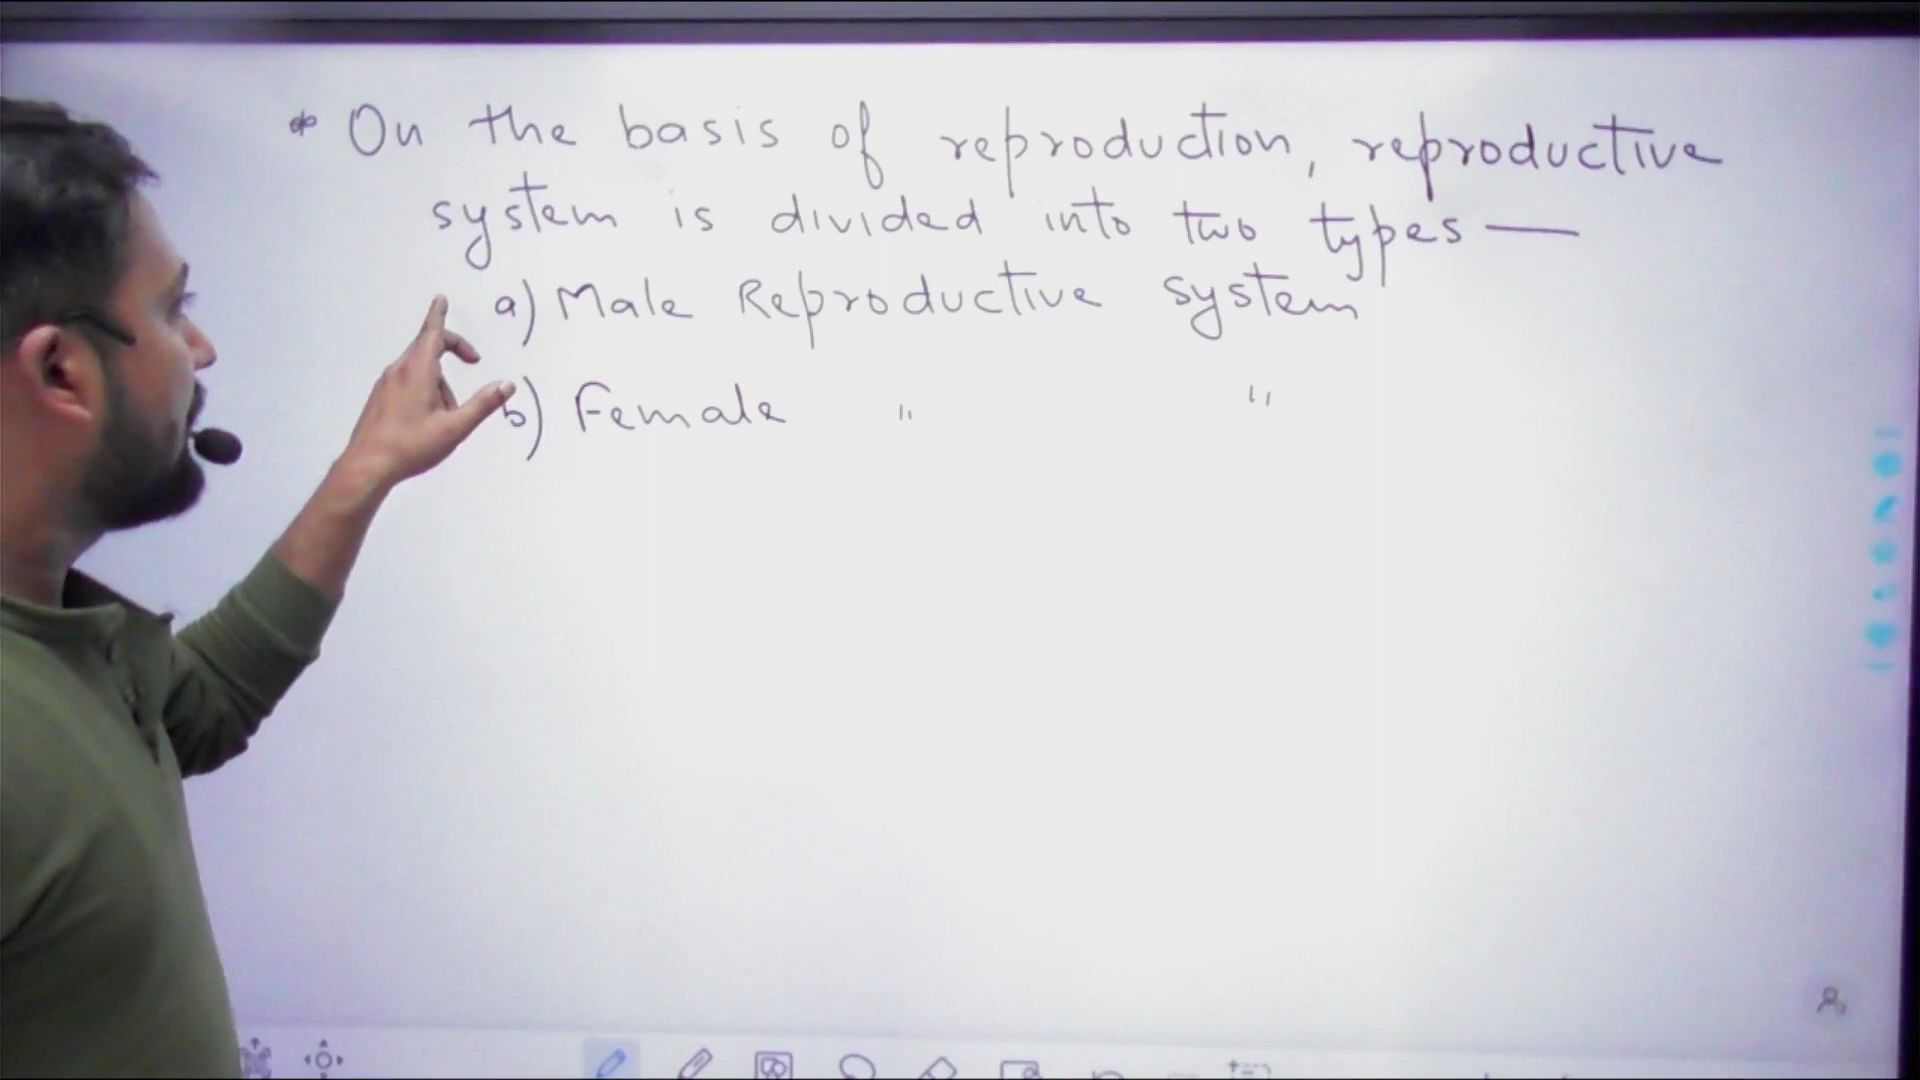 * On the basis of reproduction, reproductive
system is divided into two types —
a) Male Reproductive system
b) Female " "